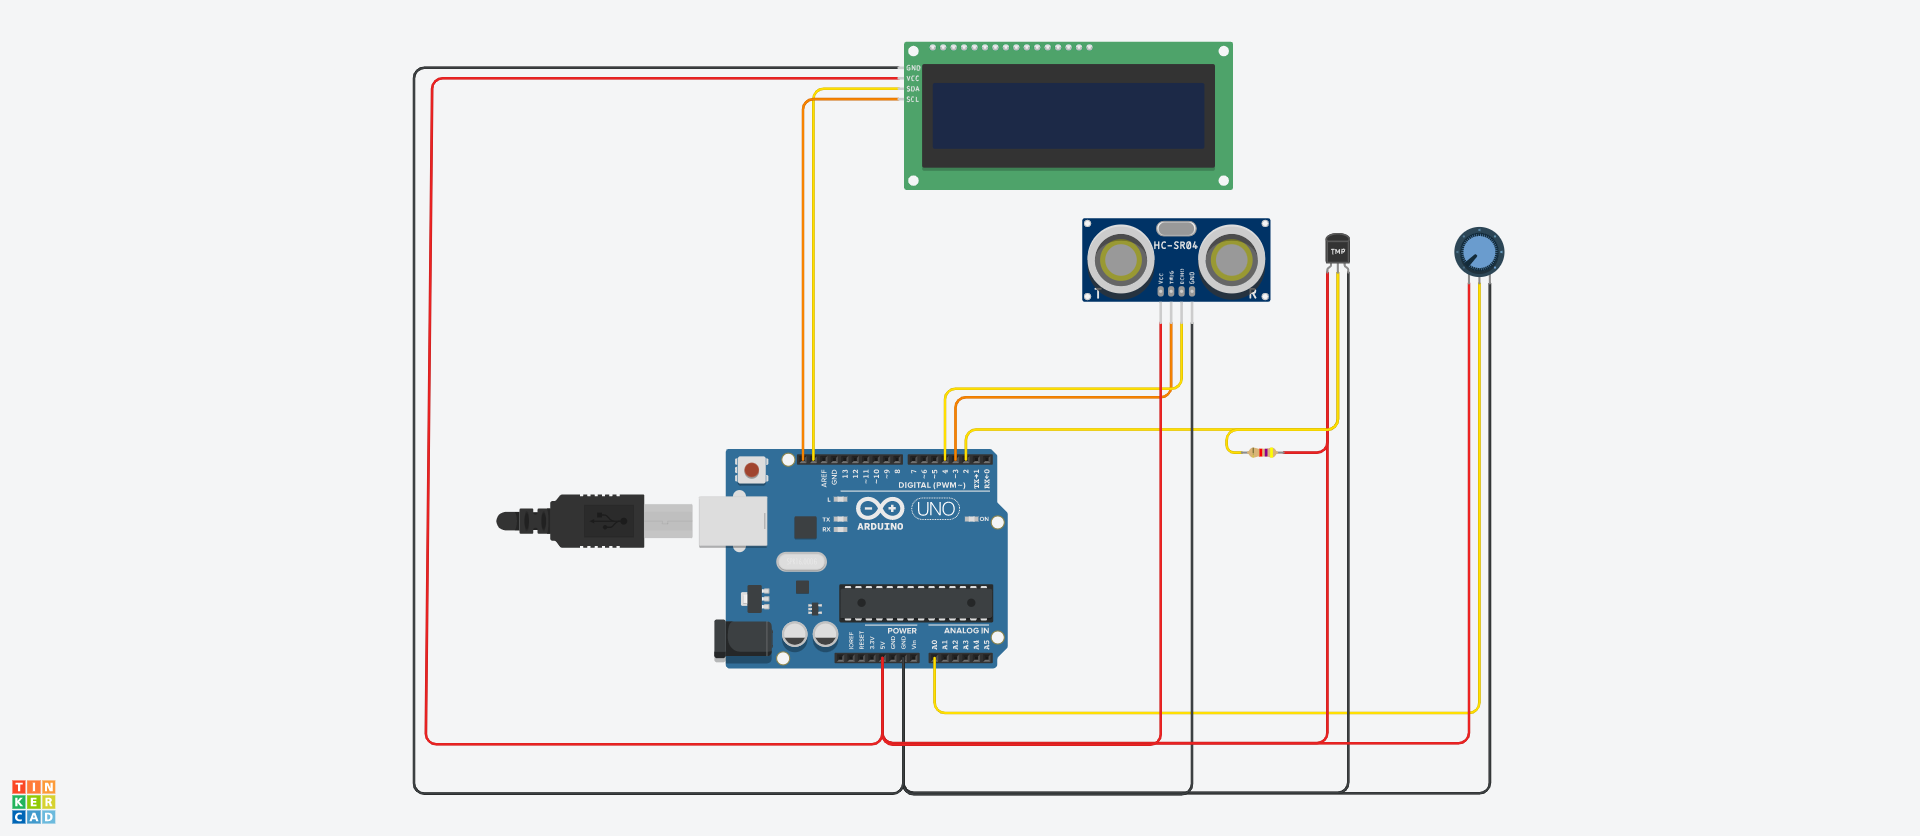 GND
VCC
SDA
SCL
HC-SR04
VCC
TRIG
ECHO
GND
T
R
TMP
AREF
GND
13
12
~11
~10
~9
8
7
~6
~5
4
~3
2
TX→1
RX←0
DIGITAL (PWM~)
L
TX
RX
ARDUINO
UNO
ON
POWER
ANALOG IN
IOREF
RESET
3.3V
5V
GND
GND
Vin
A0
A1
A2
A3
A4
A5
TIN
KER
CAD